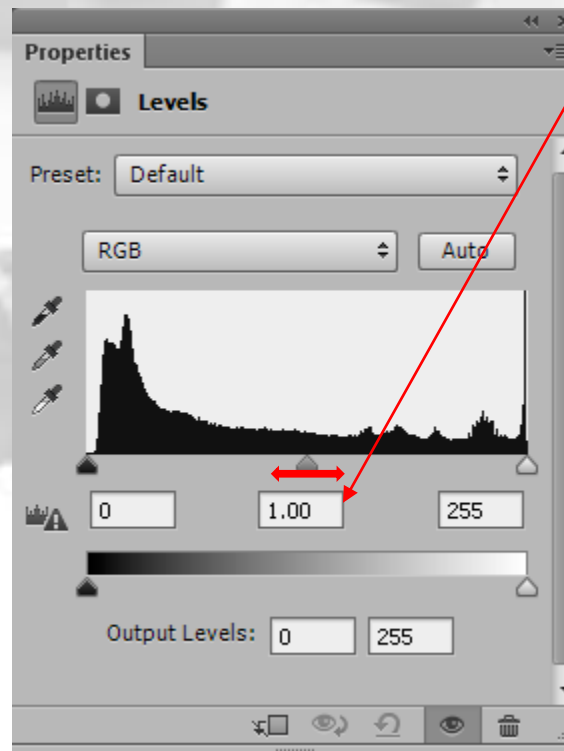 Properties
Levels
Preset: Default
RGB Auto
0 1.00 255
Output Levels: 0 255